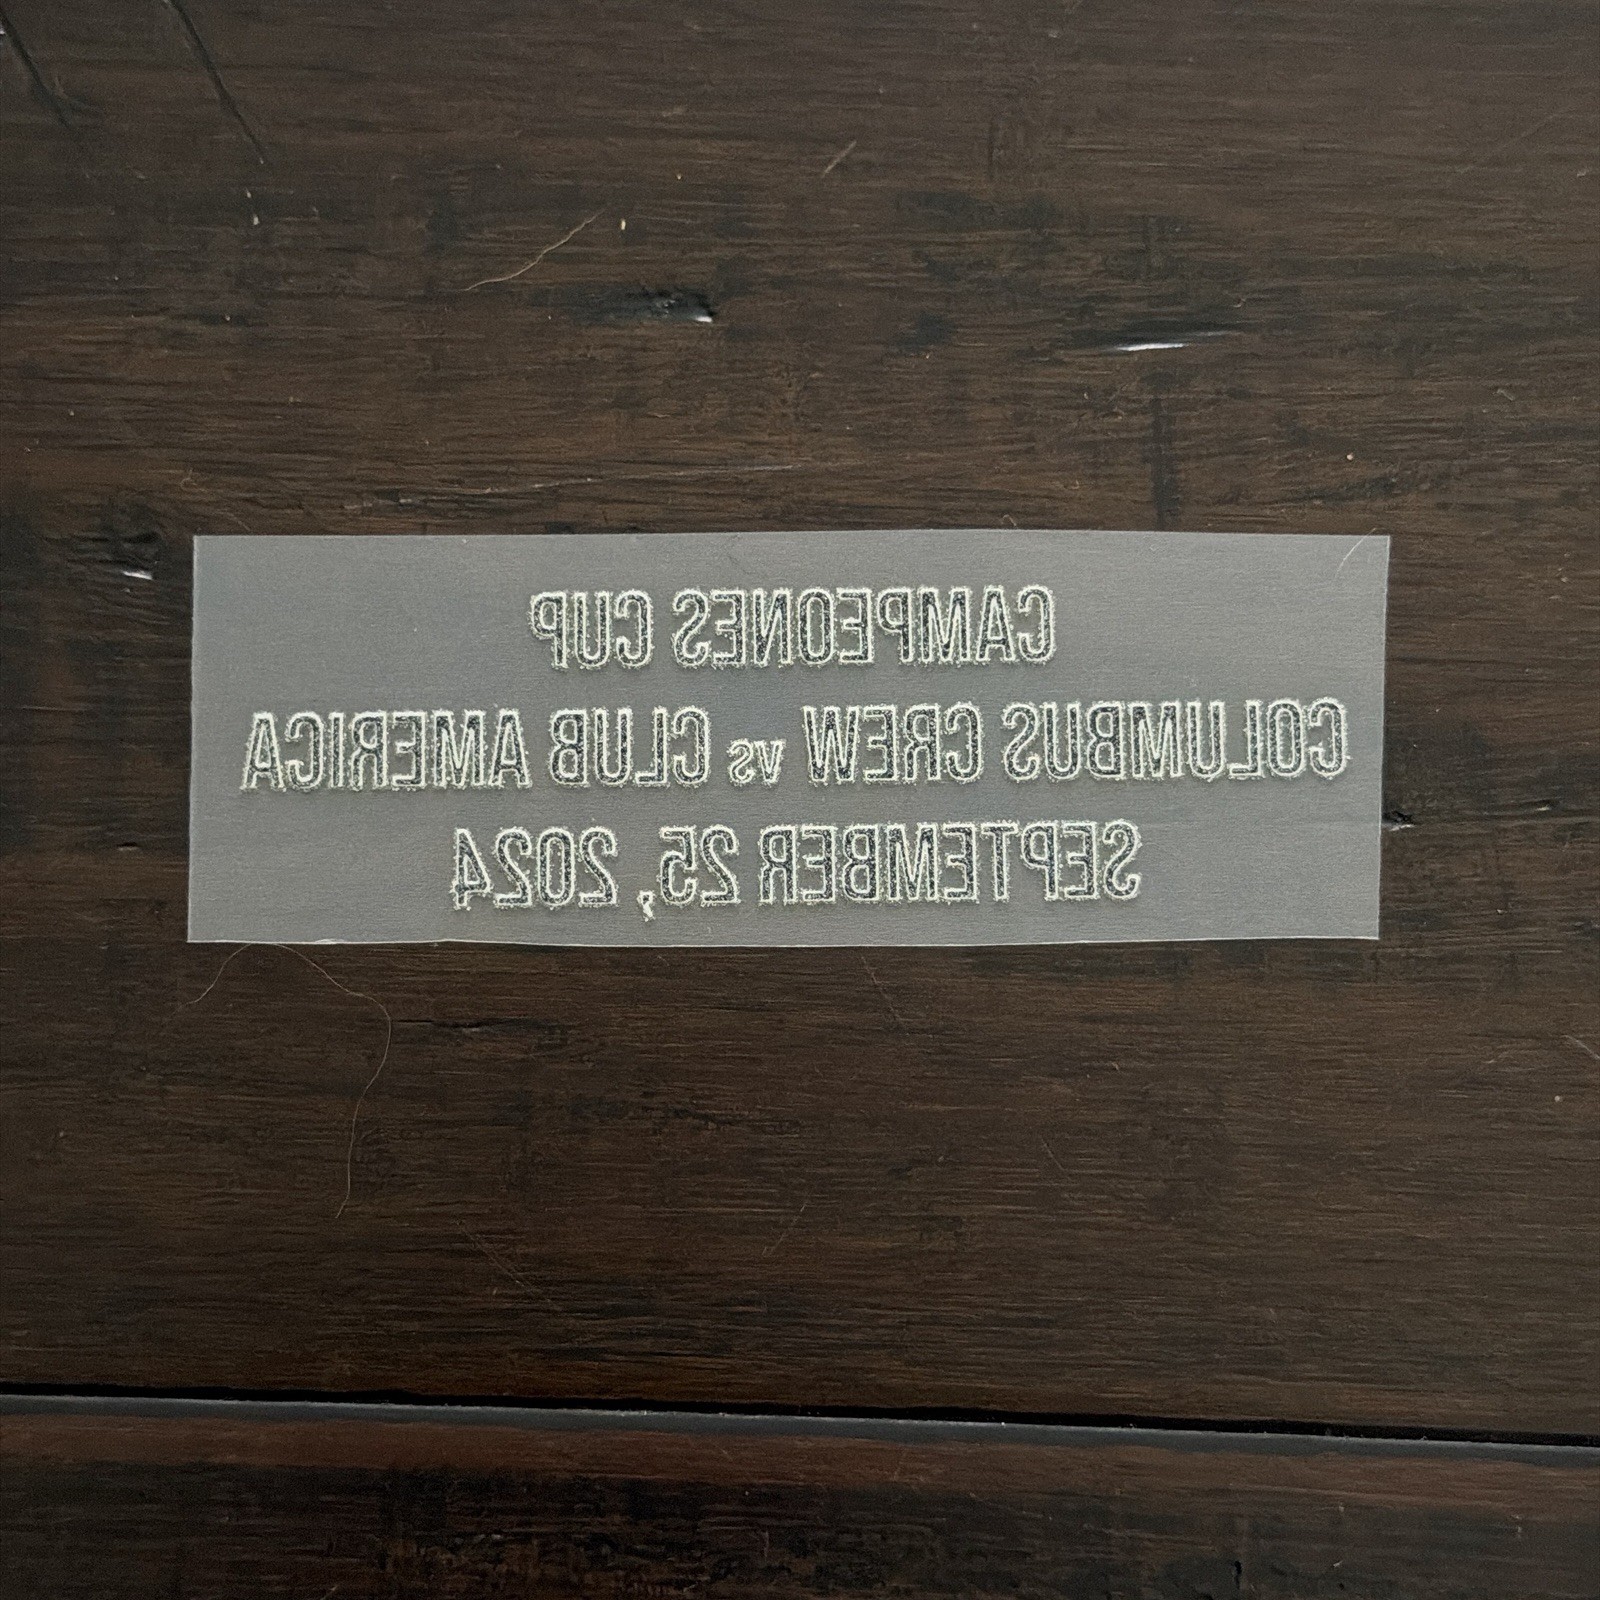 CAMPEONES CUP
COLUMBUS CREW vs CLUB AMERICA
SEPTEMBER 25, 2024